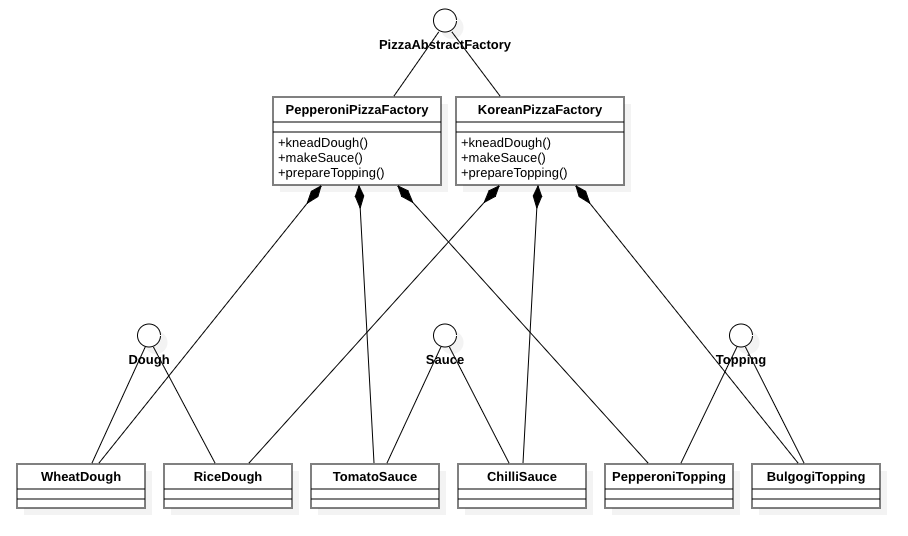 PizzaAbstractFactory
PepperoniPizzaFactory
+kneadDough()
+makeSauce()
+prepareTopping()
KoreanPizzaFactory
+kneadDough()
+makeSauce()
+prepareTopping()
Dough
Sauce
Topping
WheatDough
RiceDough
TomatoSauce
ChilliSauce
PepperoniTopping
BulgogiTopping